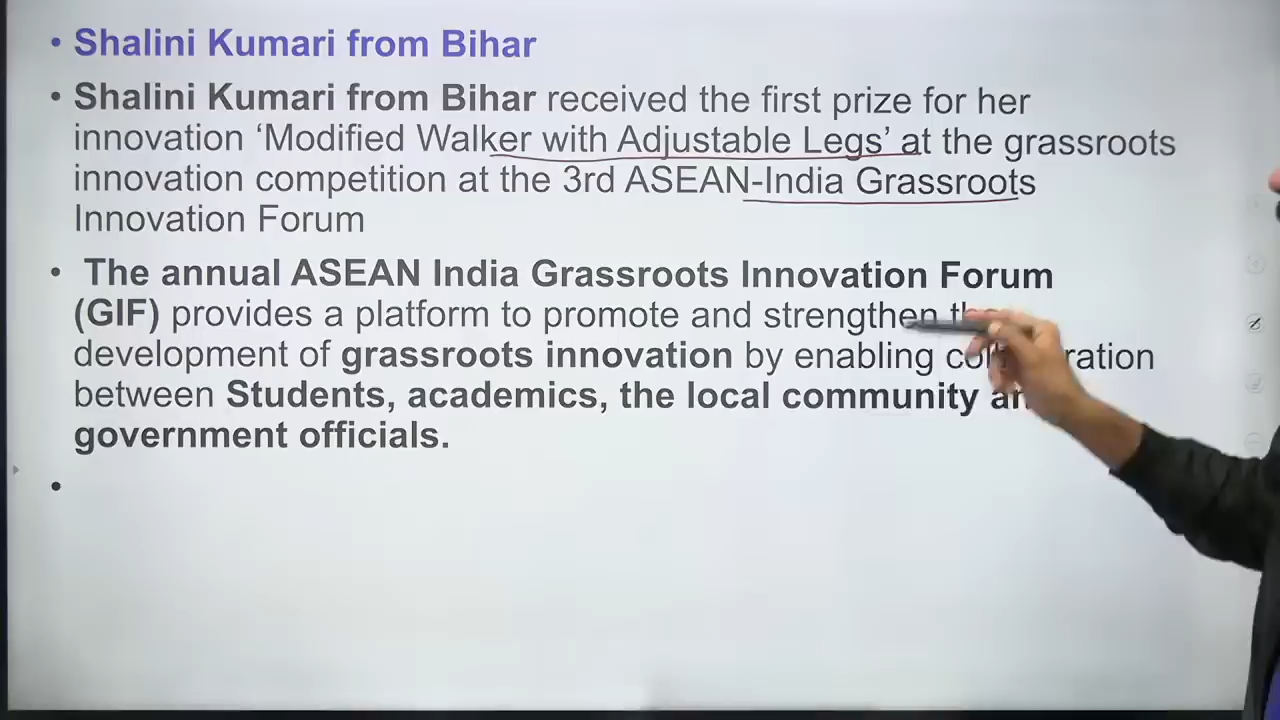 • Shalini Kumari from Bihar
• Shalini Kumari from Bihar received the first prize for her
innovation ‘Modified Walker with Adjustable Legs’ at the grassroots
innovation competition at the 3rd ASEAN-India Grassroots
Innovation Forum
• The annual ASEAN India Grassroots Innovation Forum
(GIF) provides a platform to promote and strengthen
development of grassroots innovation by enabling
between Students, academics, the local community
government officials.
•